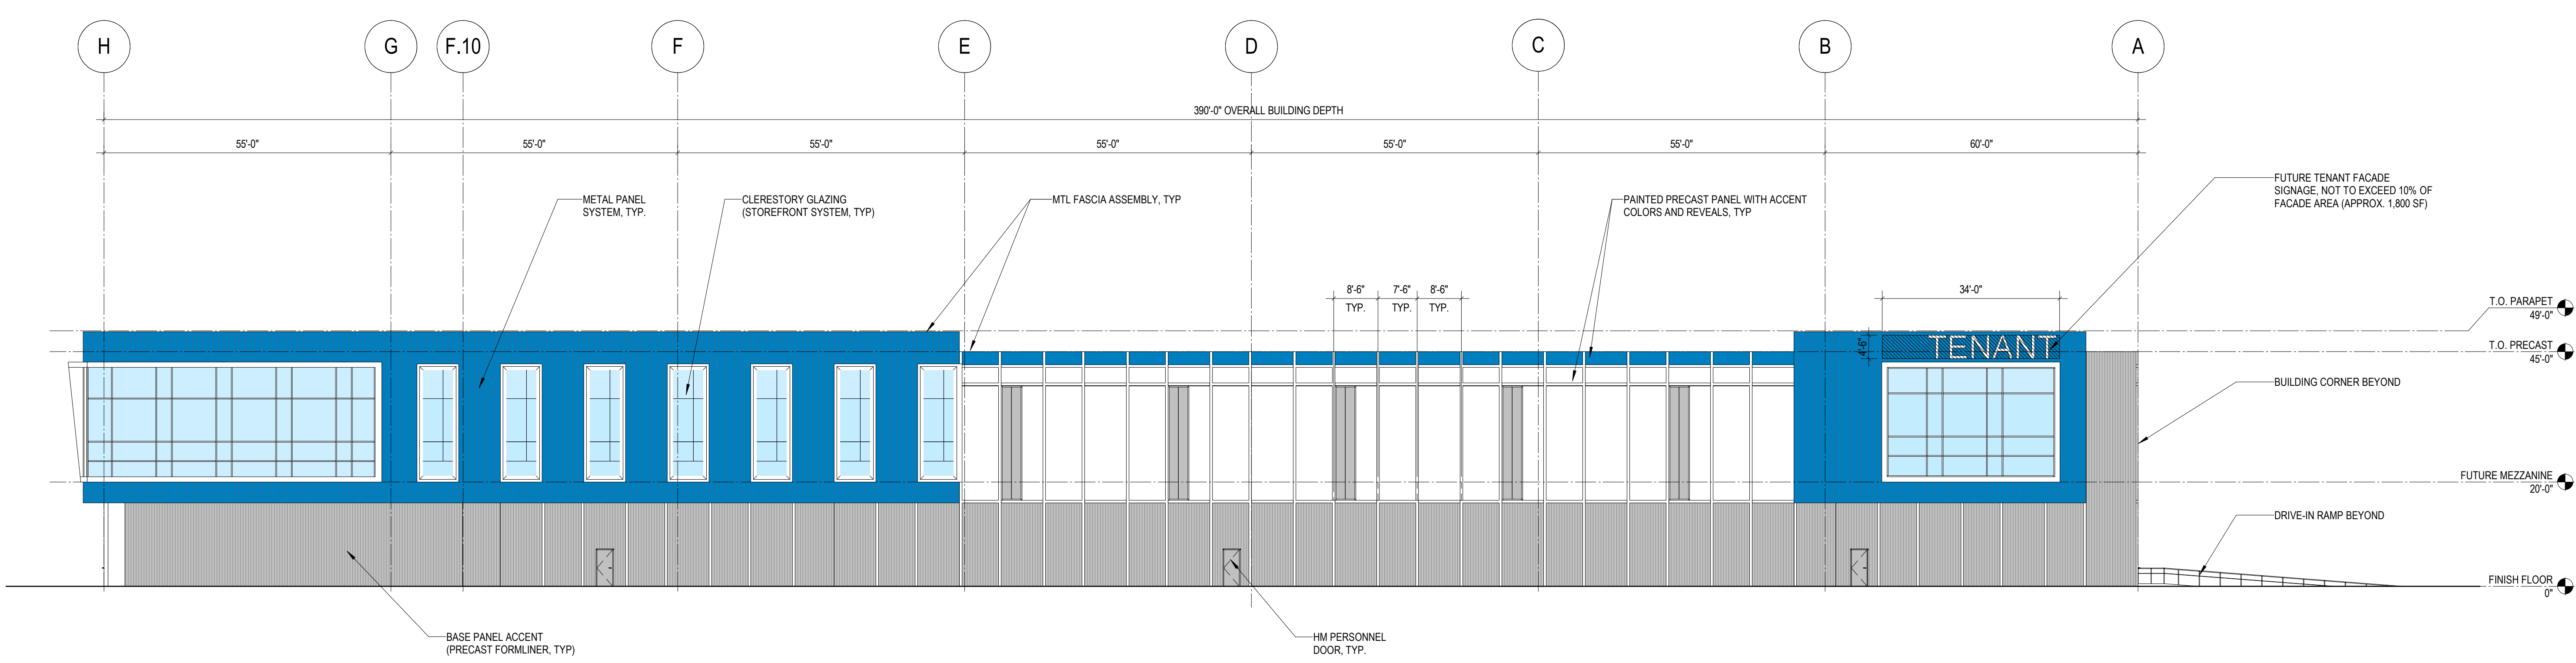 H
G
F.10
F
E
D
C
B
A
390'-0" OVERALL BUILDING DEPTH
55'-0"
55'-0"
55'-0"
55'-0"
55'-0"
55'-0"
60'-0"
METAL PANEL
SYSTEM, TYP.
CLERESTORY GLAZING
(STOREFRONT SYSTEM, TYP)
MTL FASCIA ASSEMBLY, TYP
PAINTED PRECAST PANEL WITH ACCENT
COLORS AND REVEALS, TYP
FUTURE TENANT FACADE
SIGNAGE, NOT TO EXCEED 10% OF
FACADE AREA (APPROX. 1,800 SF)
8'-6"
TYP.
7'-6"
TYP.
8'-6"
TYP.
34'-0"
4'-6"
TENANT
T.O. PARAPET
49'-0"
T.O. PRECAST
45'-0"
BUILDING CORNER BEYOND
FUTURE MEZZANINE
20'-0"
DRIVE-IN RAMP BEYOND
FINISH FLOOR
0"
BASE PANEL ACCENT
(PRECAST FORMLINER, TYP)
HM PERSONNEL
DOOR, TYP.